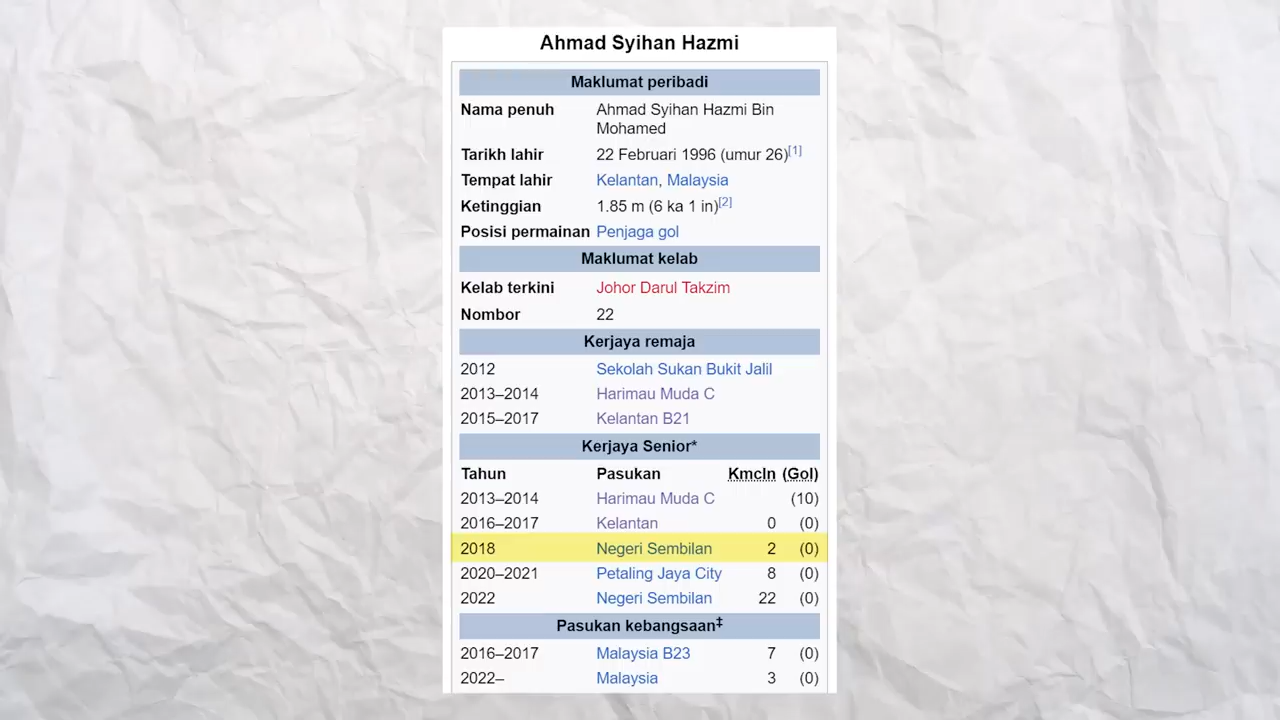 Ahmad Syihan Hazmi
Maklumat peribadi
Nama penuh Ahmad Syihan Hazmi Bin
Mohamed
Tarikh lahir 22 Februari 1996 (umur 26)[1]
Tempat lahir Kelantan, Malaysia
Ketinggian 1.85 m (6 ka 1 in)[2]
Posisi permainan Penjaga gol
Maklumat kelab
Kelab terkini Johor Darul Takzim
Nombor 22
Kerjaya remaja
2012 Sekolah Sukan Bukit Jalil
2013–2014 Harimau Muda C
2015–2017 Kelantan B21
Kerjaya Senior*
Tahun Pasukan Kmcln (Gol)
2013–2014 Harimau Muda C (10)
2016–2017 Kelantan 0 (0)
2018 Negeri Sembilan 2 (0)
2020–2021 Petaling Jaya City 8 (0)
2022 Negeri Sembilan 22 (0)
Pasukan kebangsaan‡
2016–2017 Malaysia B23 7 (0)
2022– Malaysia 3 (0)